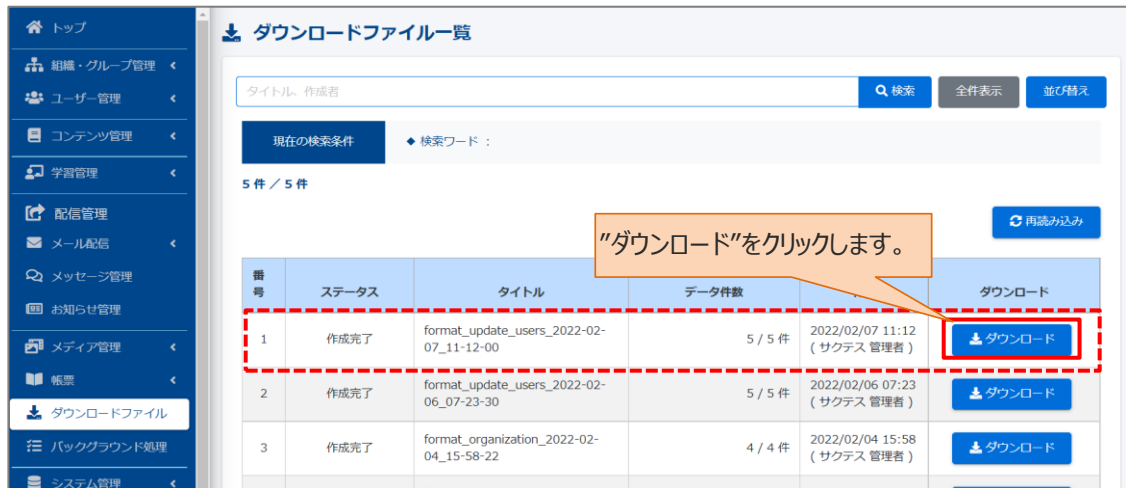 トップ
組織・グループ管理
ユーザー管理
コンテンツ管理
学習管理
配信管理
メール配信
メッセージ管理
お知らせ管理
メディア管理
帳票
ダウンロードファイル
バックグラウンド処理
システム管理
ダウンロードファイル一覧
タイトル、作成者
検索
全件表示
並び替え
現在の検索条件
◆ 検索ワード :
5 件 / 5 件
再読み込み
"ダウンロード"をクリックします。
番号 ステータス タイトル データ件数 ダウンロード
1 作成完了 format_update_users_2022-02-07_11-12-00 5 / 5 件 2022/02/07 11:12 ( サクテス 管理者 ) ダウンロード
2 作成完了 format_update_users_2022-02-06_07-23-30 5 / 5 件 2022/02/06 07:23 ( サクテス 管理者 ) ダウンロード
3 作成完了 format_organization_2022-02-04_15-58-22 4 / 4 件 2022/02/04 15:58 ( サクテス 管理者 ) ダウンロード